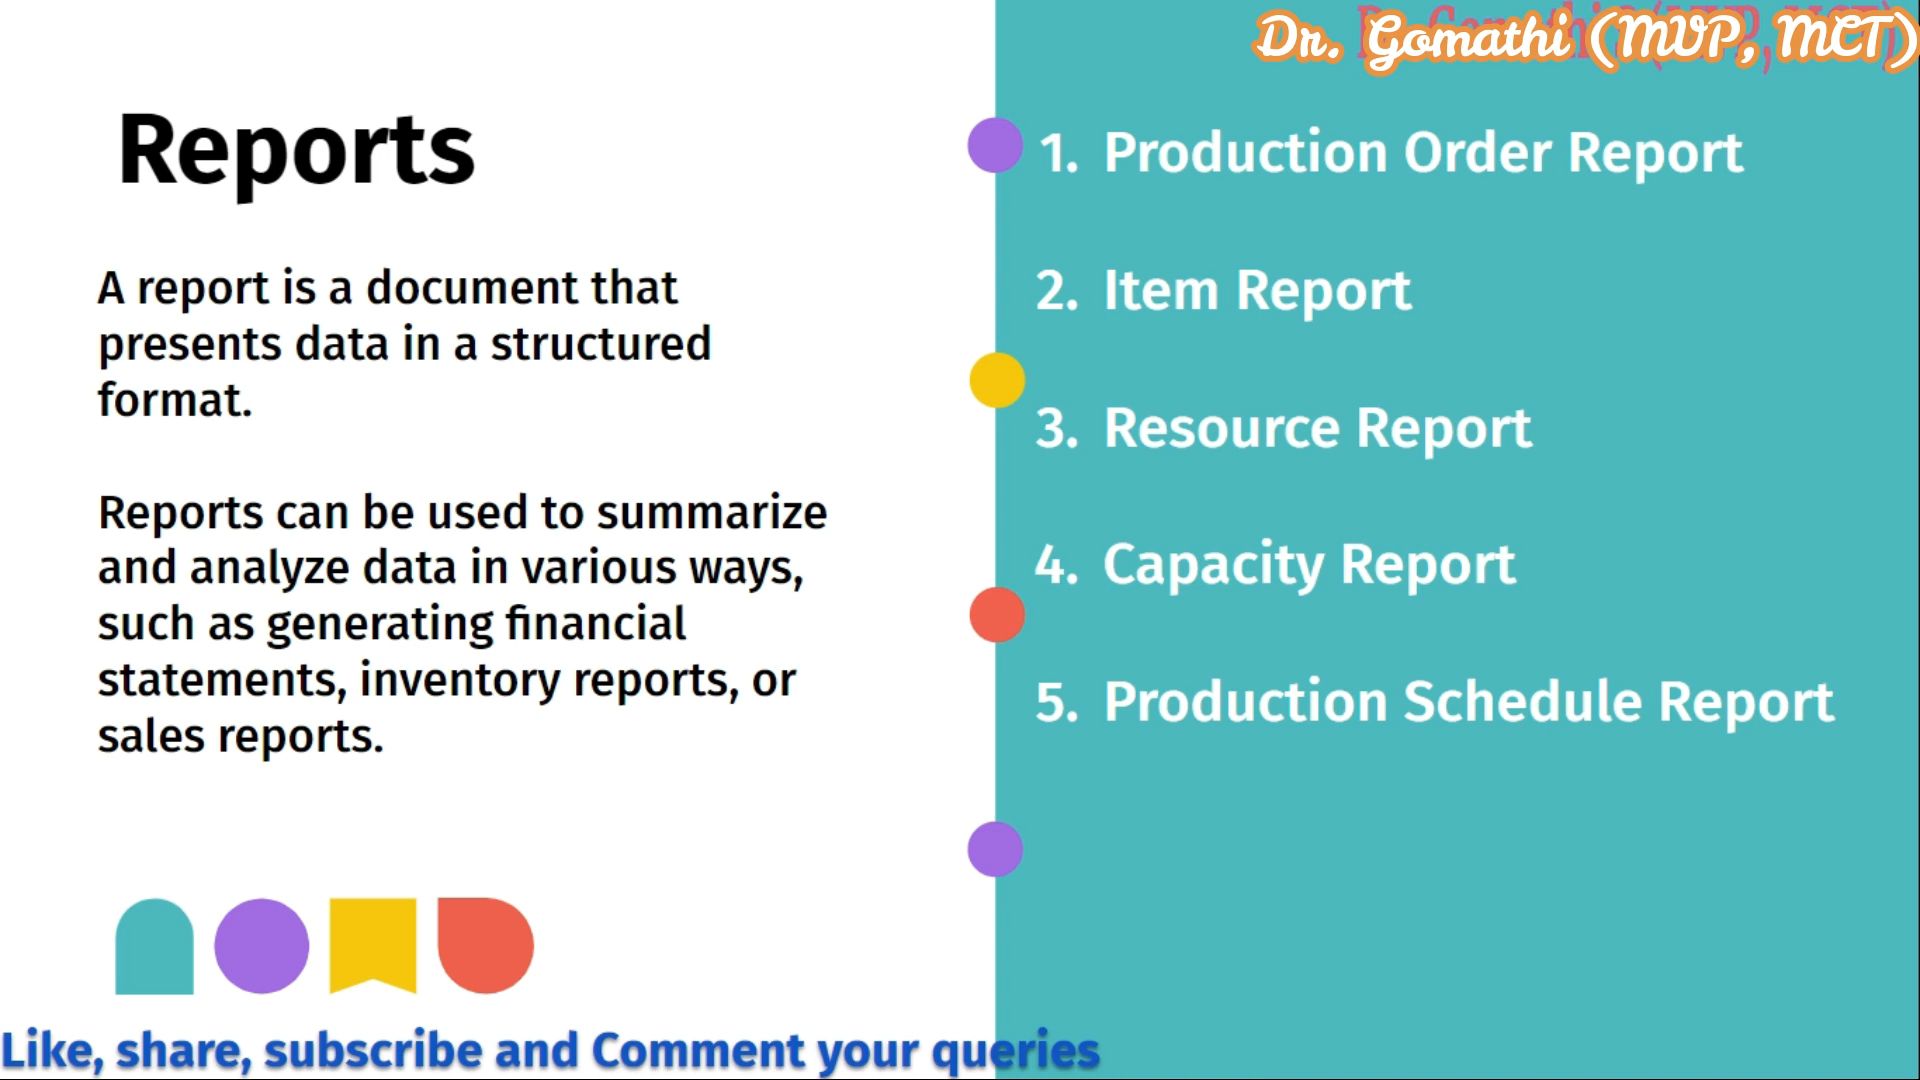 Dr. Gomathi (MVP, MCT)
Reports
A report is a document that
presents data in a structured
format.
Reports can be used to summarize
and analyze data in various ways,
such as generating financial
statements, inventory reports, or
sales reports.
1. Production Order Report
2. Item Report
3. Resource Report
4. Capacity Report
5. Production Schedule Report
Like, share, subscribe and Comment your queries